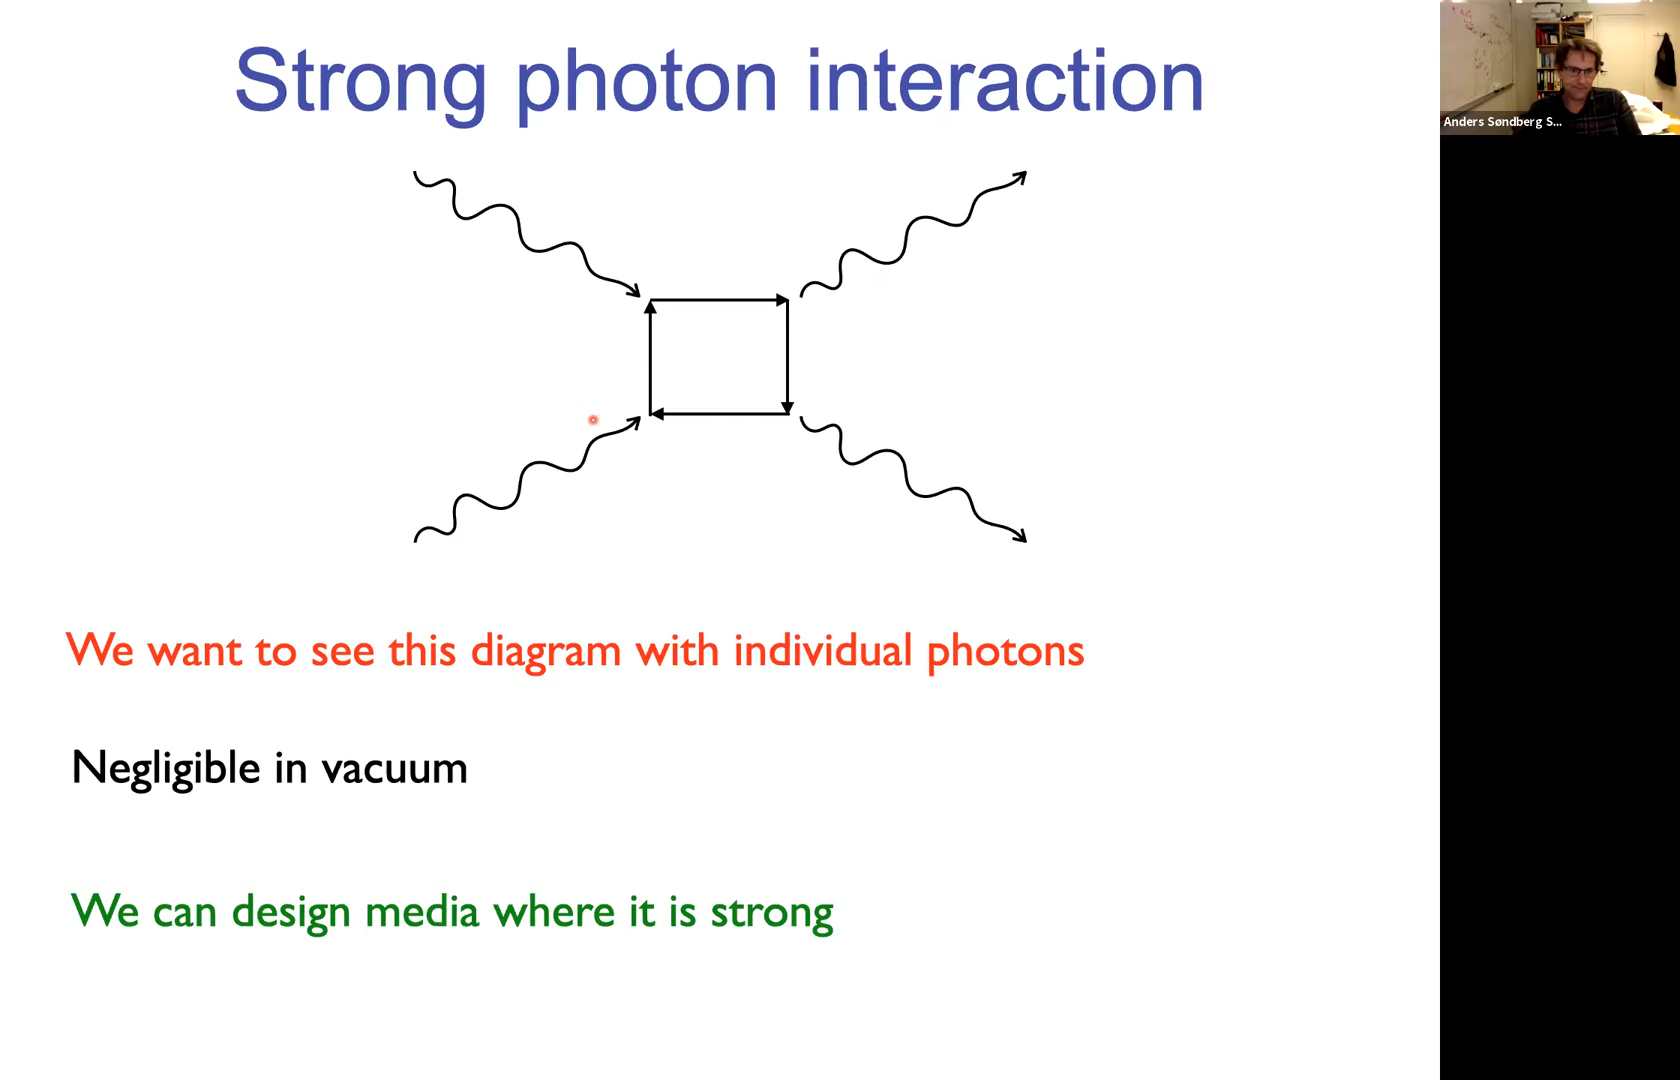 Strong photon interaction
Anders Søndberg S...
We want to see this diagram with individual photons
Negligible in vacuum
We can design media where it is strong